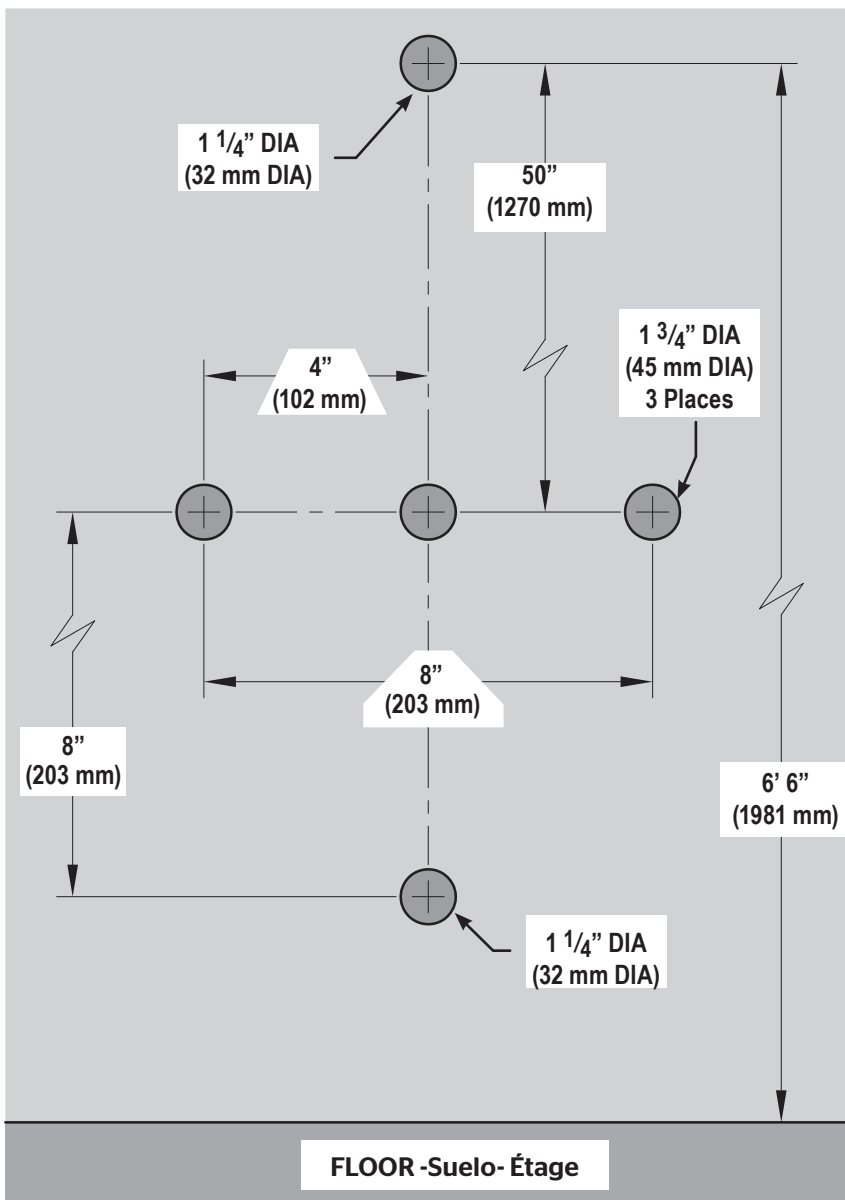 1 1/4” DIA
(32 mm DIA)
50”
(1270 mm)
1 3/4” DIA
(45 mm DIA)
3 Places
4”
(102 mm)
8”
(203 mm)
8”
(203 mm)
6’ 6”
(1981 mm)
1 1/4” DIA
(32 mm DIA)
FLOOR -Suelo- Étage